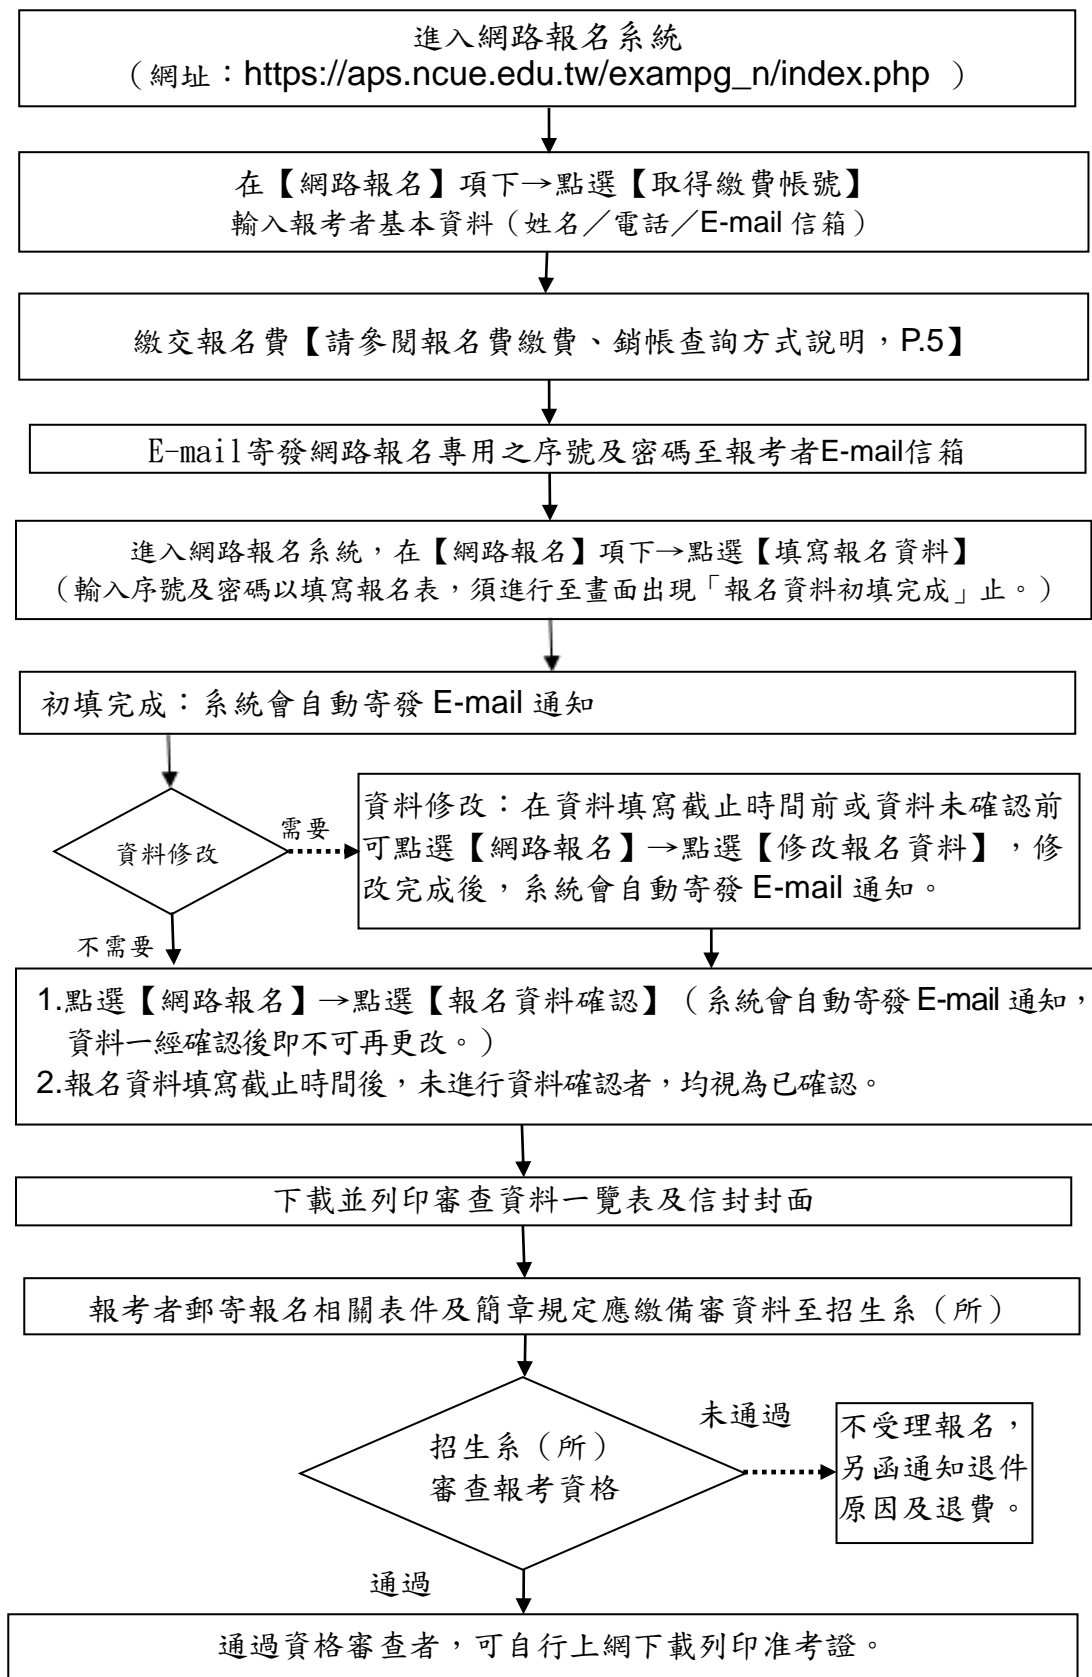 進入網路報名系統
（網址：https://aps.ncue.edu.tw/exampg_n/index.php ）
在【網路報名】項下→點選【取得繳費帳號】
輸入報考者基本資料（姓名／電話／E-mail 信箱）
繳交報名費【請參閱報名費繳費、銷帳查詢方式說明，P.5】
E-mail寄發網路報名專用之序號及密碼至報考者E-mail信箱
進入網路報名系統，在【網路報名】項下→點選【填寫報名資料】
（輸入序號及密碼以填寫報名表，須進行至畫面出現「報名資料初填完成」止。）
初填完成：系統會自動寄發 E-mail 通知
資料修改
需要
資料修改：在資料填寫截止時間前或資料未確認前
可點選【網路報名】→點選【修改報名資料】，修
改完成後，系統會自動寄發 E-mail 通知。
不需要
1.點選【網路報名】→點選【報名資料確認】（系統會自動寄發 E-mail 通知，
資料一經確認後即不可再更改。）
2.報名資料填寫截止時間後，未進行資料確認者，均視為已確認。
下載並列印審查資料一覽表及信封封面
報考者郵寄報名相關表件及簡章規定應繳備審資料至招生系（所）
招生系（所）
審查報考資格
未通過
不受理報名，
另函通知退件
原因及退費。
通過
通過資格審查者，可自行上網下載列印准考證。